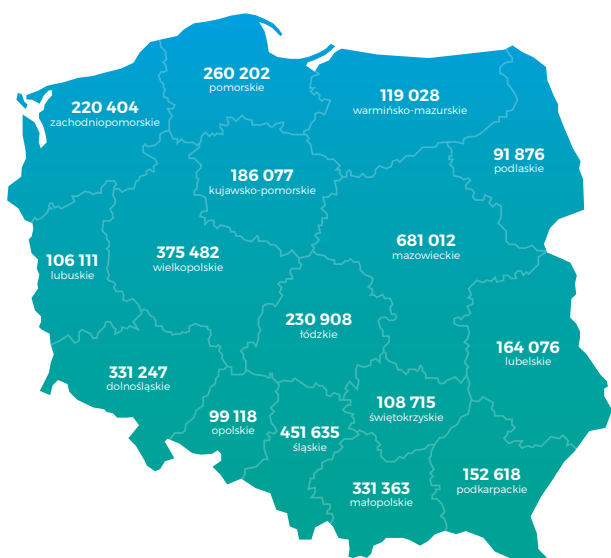 260 202
pomorskie
119 028
warmińsko-mazurskie
220 404
zachodniopomorskie
91 876
podlaskie
186 077
kujawsko-pomorskie
681 012
mazowieckie
375 482
wielkopolskie
106 111
lubuskie
230 908
łódzkie
164 076
lubelskie
331 247
dolnośląskie
108 715
świętokrzyskie
99 118
opolskie
451 635
śląskie
152 618
podkarpackie
331 363
małopolskie